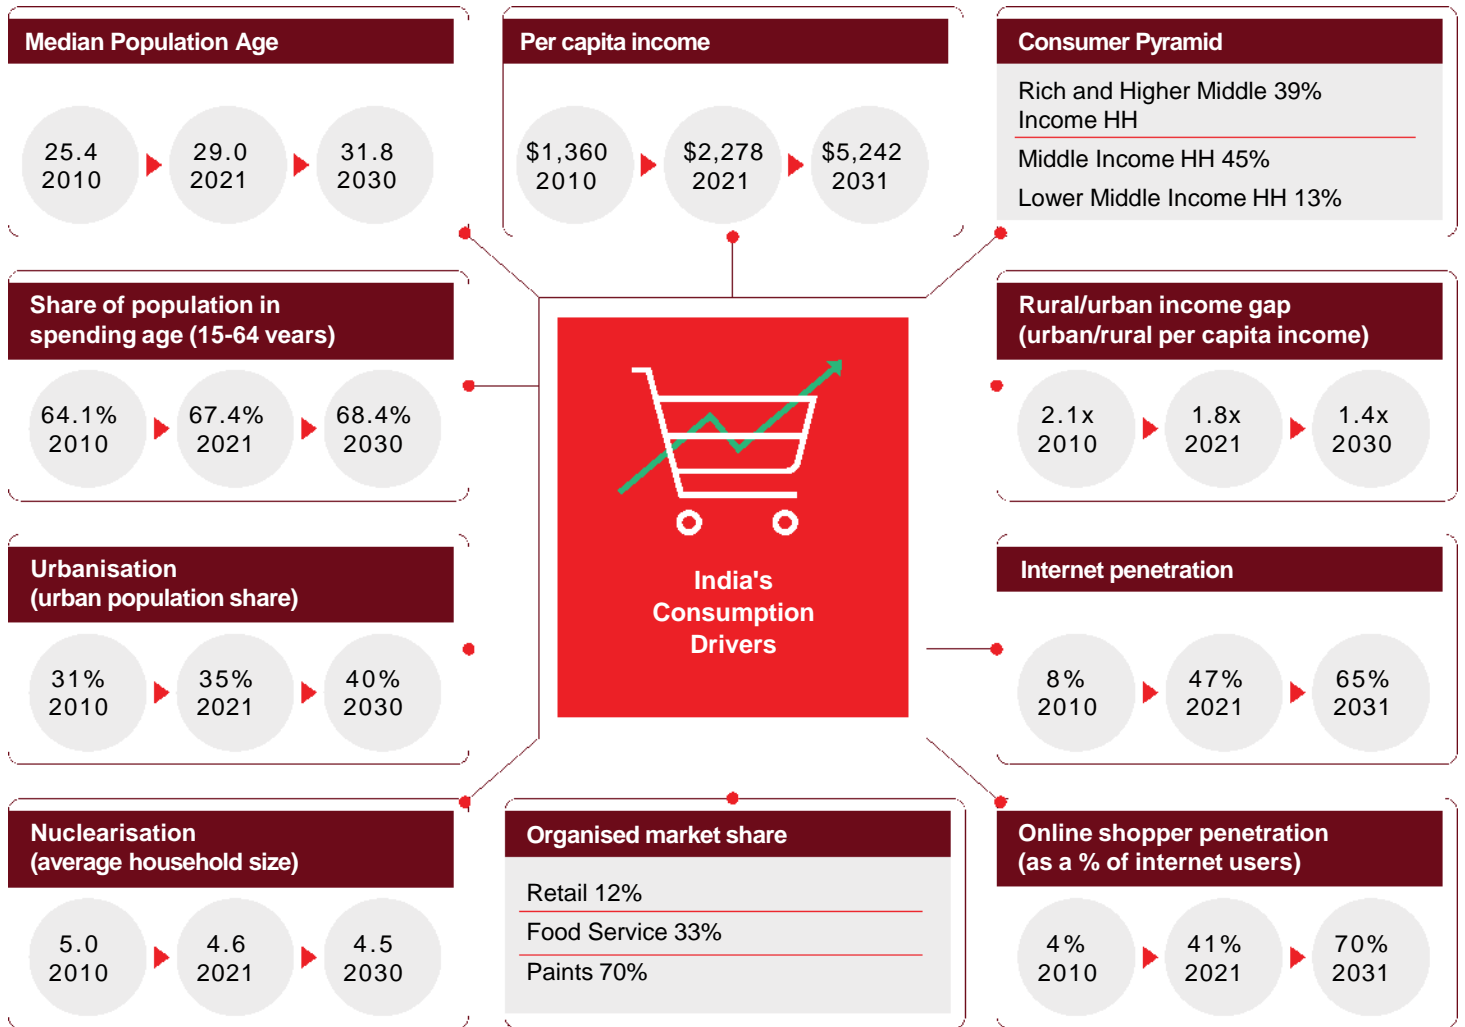 Median Population Age
25.4
2010
29.0
2021
31.8
2030
Per capita income
$1,360
2010
$2,278
2021
$5,242
2031
Consumer Pyramid
Rich and Higher Middle 39%
Income HH
Middle Income HH 45%
Lower Middle Income HH 13%
Share of population in
spending age (15-64 years)
64.1%
2010
67.4%
2021
68.4%
2030
Rural/urban income gap
(urban/rural per capita income)
2.1x
2010
1.8x
2021
1.4x
2030
India's
Consumption
Drivers
Urbanisation
(urban population share)
31%
2010
35%
2021
40%
2030
Internet penetration
8%
2010
47%
2021
65%
2031
Nuclearisation
(average household size)
5.0
2010
4.6
2021
4.5
2030
Organised market share
Retail 12%
Food Service 33%
Paints 70%
Online shopper penetration
(as a % of internet users)
4%
2010
41%
2021
70%
2031